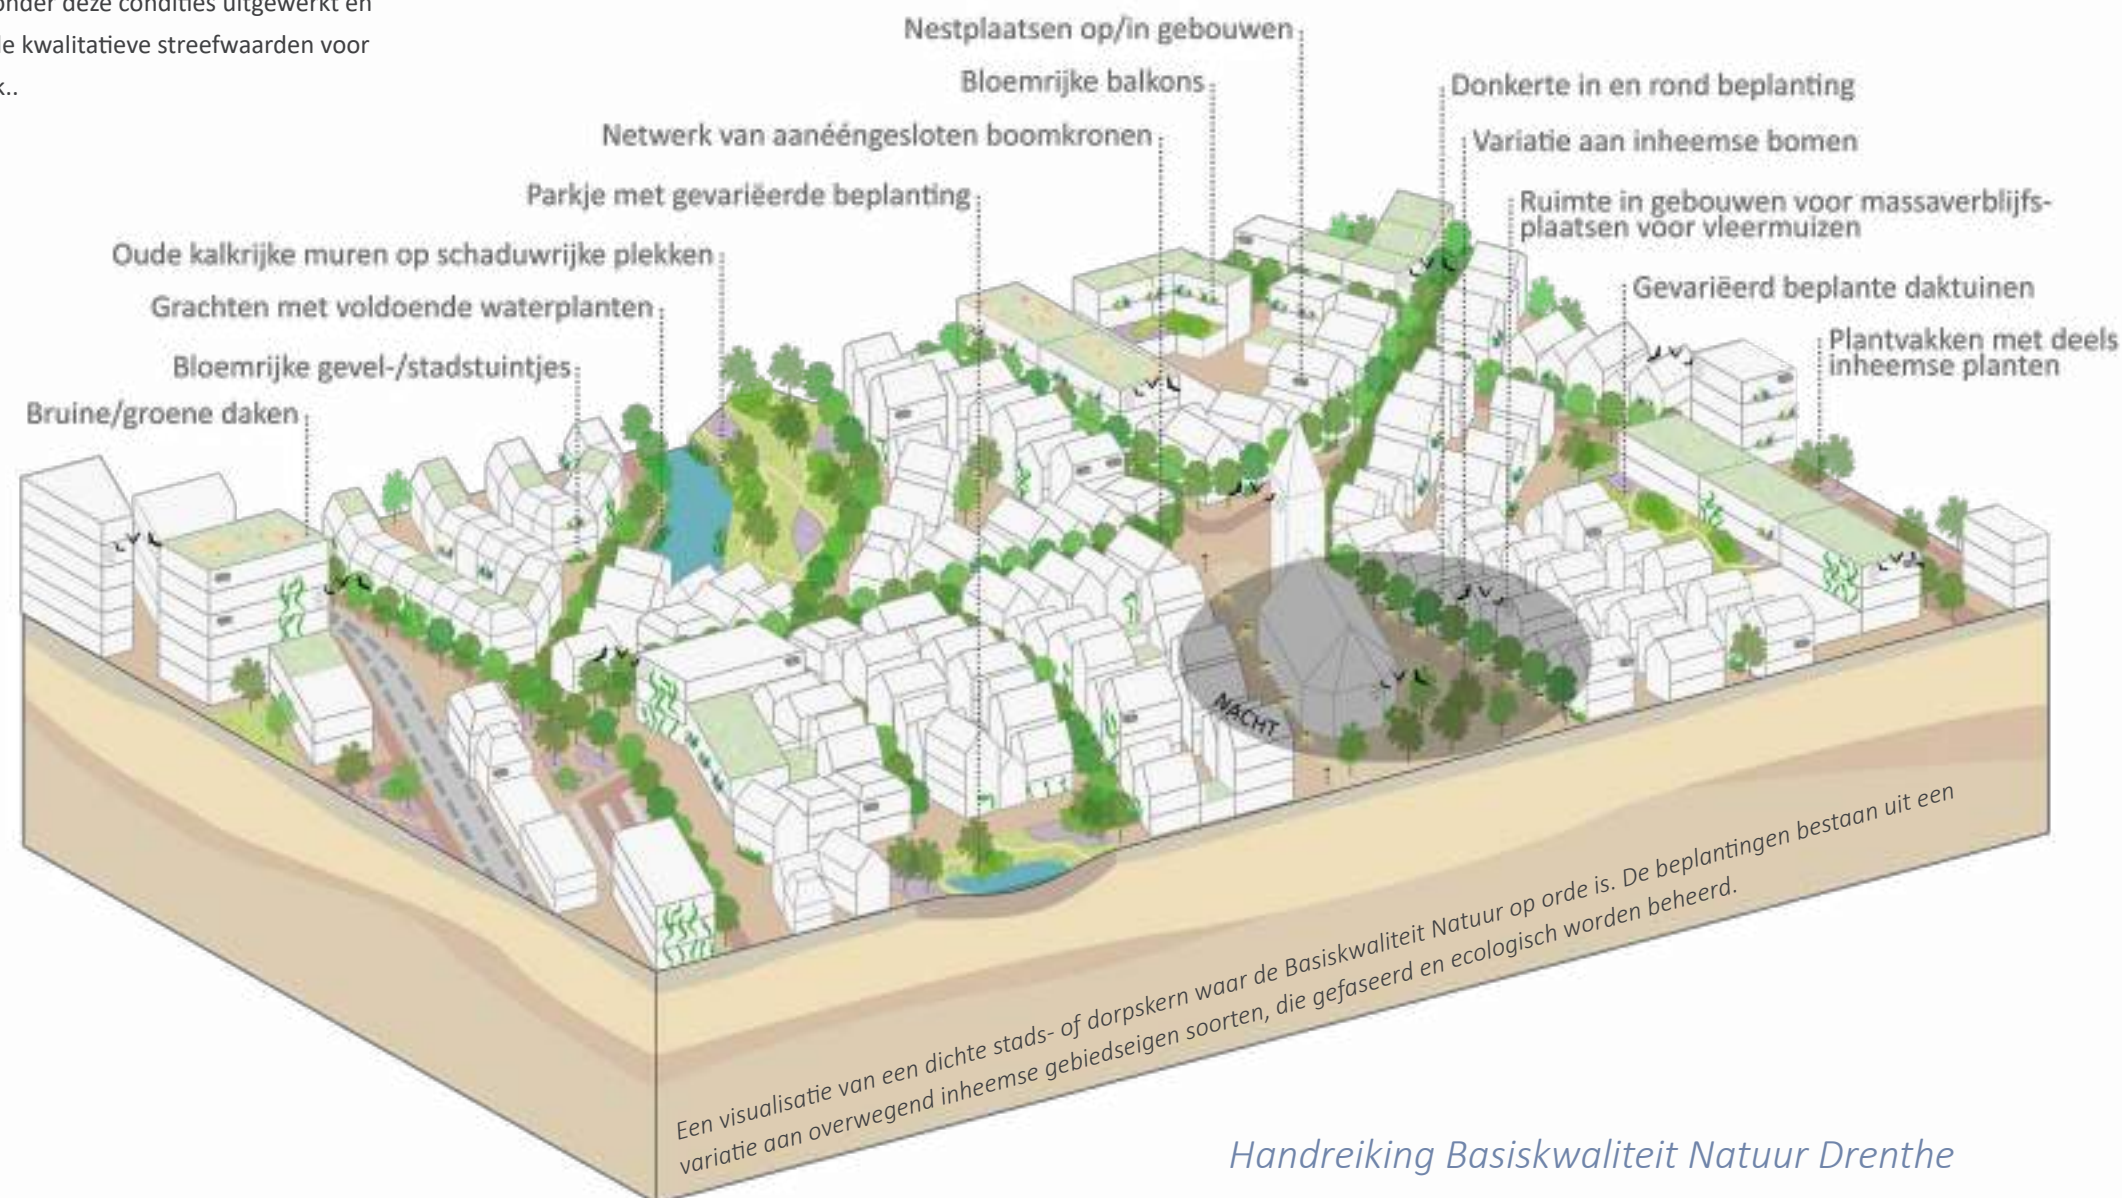 onder deze condities uitgewerkt en
de kwalitatieve streefwaarden voor
k..
Nestplaatsen op/in gebouwen
Bloemrijke balkons
Netwerk van aanééngesloten boomkronen
Parkje met gevariëerde beplanting
Oude kalkrijke muren op schaduwrijke plekken
Grachten met voldoende waterplanten
Bloemrijke gevel-/stadstuintjes
Bruine/groene daken
Donkerte in en rond beplanting
Variatie aan inheemse bomen
Ruimte in gebouwen voor massaverblijfs-
plaatsen voor vleermuizen
Gevariëerd beplante daktuinen
Plantvakken met deels
inheemse planten
NACHT
Een visualisatie van een dichte stads- of dorpskern waar de Basiskwaliteit Natuur op orde is. De beplantingen bestaan uit een
variatie aan overwegend inheemse gebiedseigen soorten, die gefaseerd en ecologisch worden beheerd.
Handreiking Basiskwaliteit Natuur Drenthe